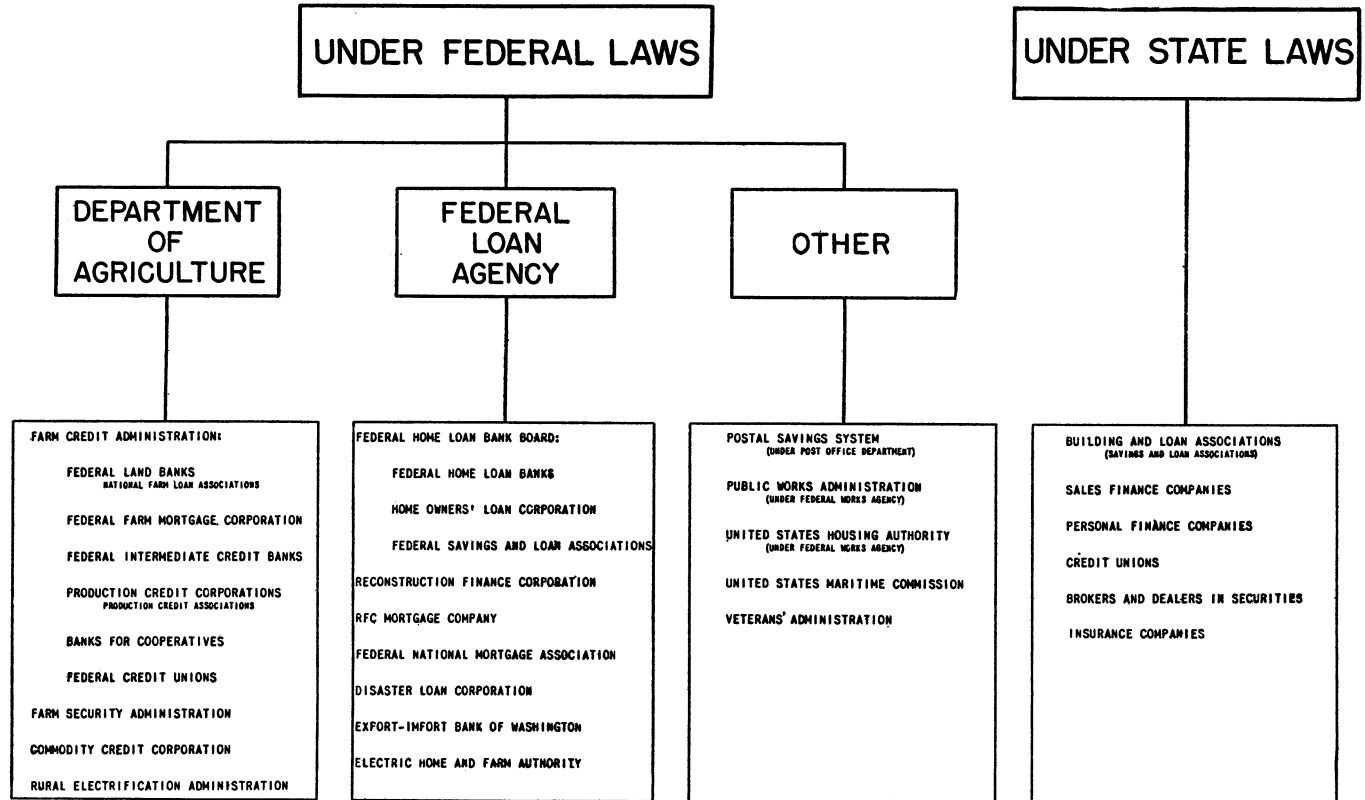 UNDER FEDERAL LAWS
UNDER STATE LAWS
DEPARTMENT
OF
AGRICULTURE
FEDERAL
LOAN
AGENCY
OTHER
FARM CREDIT ADMINISTRATION:
FEDERAL LAND BANKS
NATIONAL FARM LOAN ASSOCIATIONS
FEDERAL FARM MORTGAGE CORPORATION
FEDERAL INTERMEDIATE CREDIT BANKS
PRODUCTION CREDIT CORPORATIONS
PRODUCTION CREDIT ASSOCIATIONS
BANKS FOR COOPERATIVES
FEDERAL CREDIT UNIONS
FARM SECURITY ADMINISTRATION
COMMODITY CREDIT CORPORATION
RURAL ELECTRIFICATION ADMINISTRATION
FEDERAL HOME LOAN BANK BOARD:
FEDERAL HOME LOAN BANKS
HOME OWNERS' LOAN CORPORATION
FEDERAL SAVINGS AND LOAN ASSOCIATIONS
RECONSTRUCTION FINANCE CORPORATION
RFC MORTGAGE COMPANY
FEDERAL NATIONAL MORTGAGE ASSOCIATION
DISASTER LOAN CORPORATION
EXPORT-IMPORT BANK OF WASHINGTON
ELECTRIC HOME AND FARM AUTHORITY
POSTAL SAVINGS SYSTEM
(UNDER POST OFFICE DEPARTMENT)
PUBLIC WORKS ADMINISTRATION
(UNDER FEDERAL WORKS AGENCY)
UNITED STATES HOUSING AUTHORITY
(UNDER FEDERAL WORKS AGENCY)
UNITED STATES MARITIME COMMISSION
VETERANS' ADMINISTRATION
BUILDING AND LOAN ASSOCIATIONS
(SAVINGS AND LOAN ASSOCIATIONS)
SALES FINANCE COMPANIES
PERSONAL FINANCE COMPANIES
CREDIT UNIONS
BROKERS AND DEALERS IN SECURITIES
INSURANCE COMPANIES